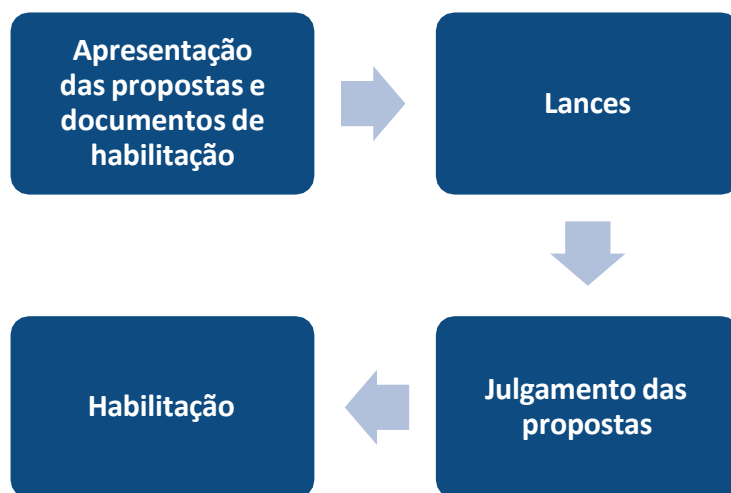 Apresentação
das propostas e
documentos de
habilitação
Lances
Julgamento das
propostas
Habilitação